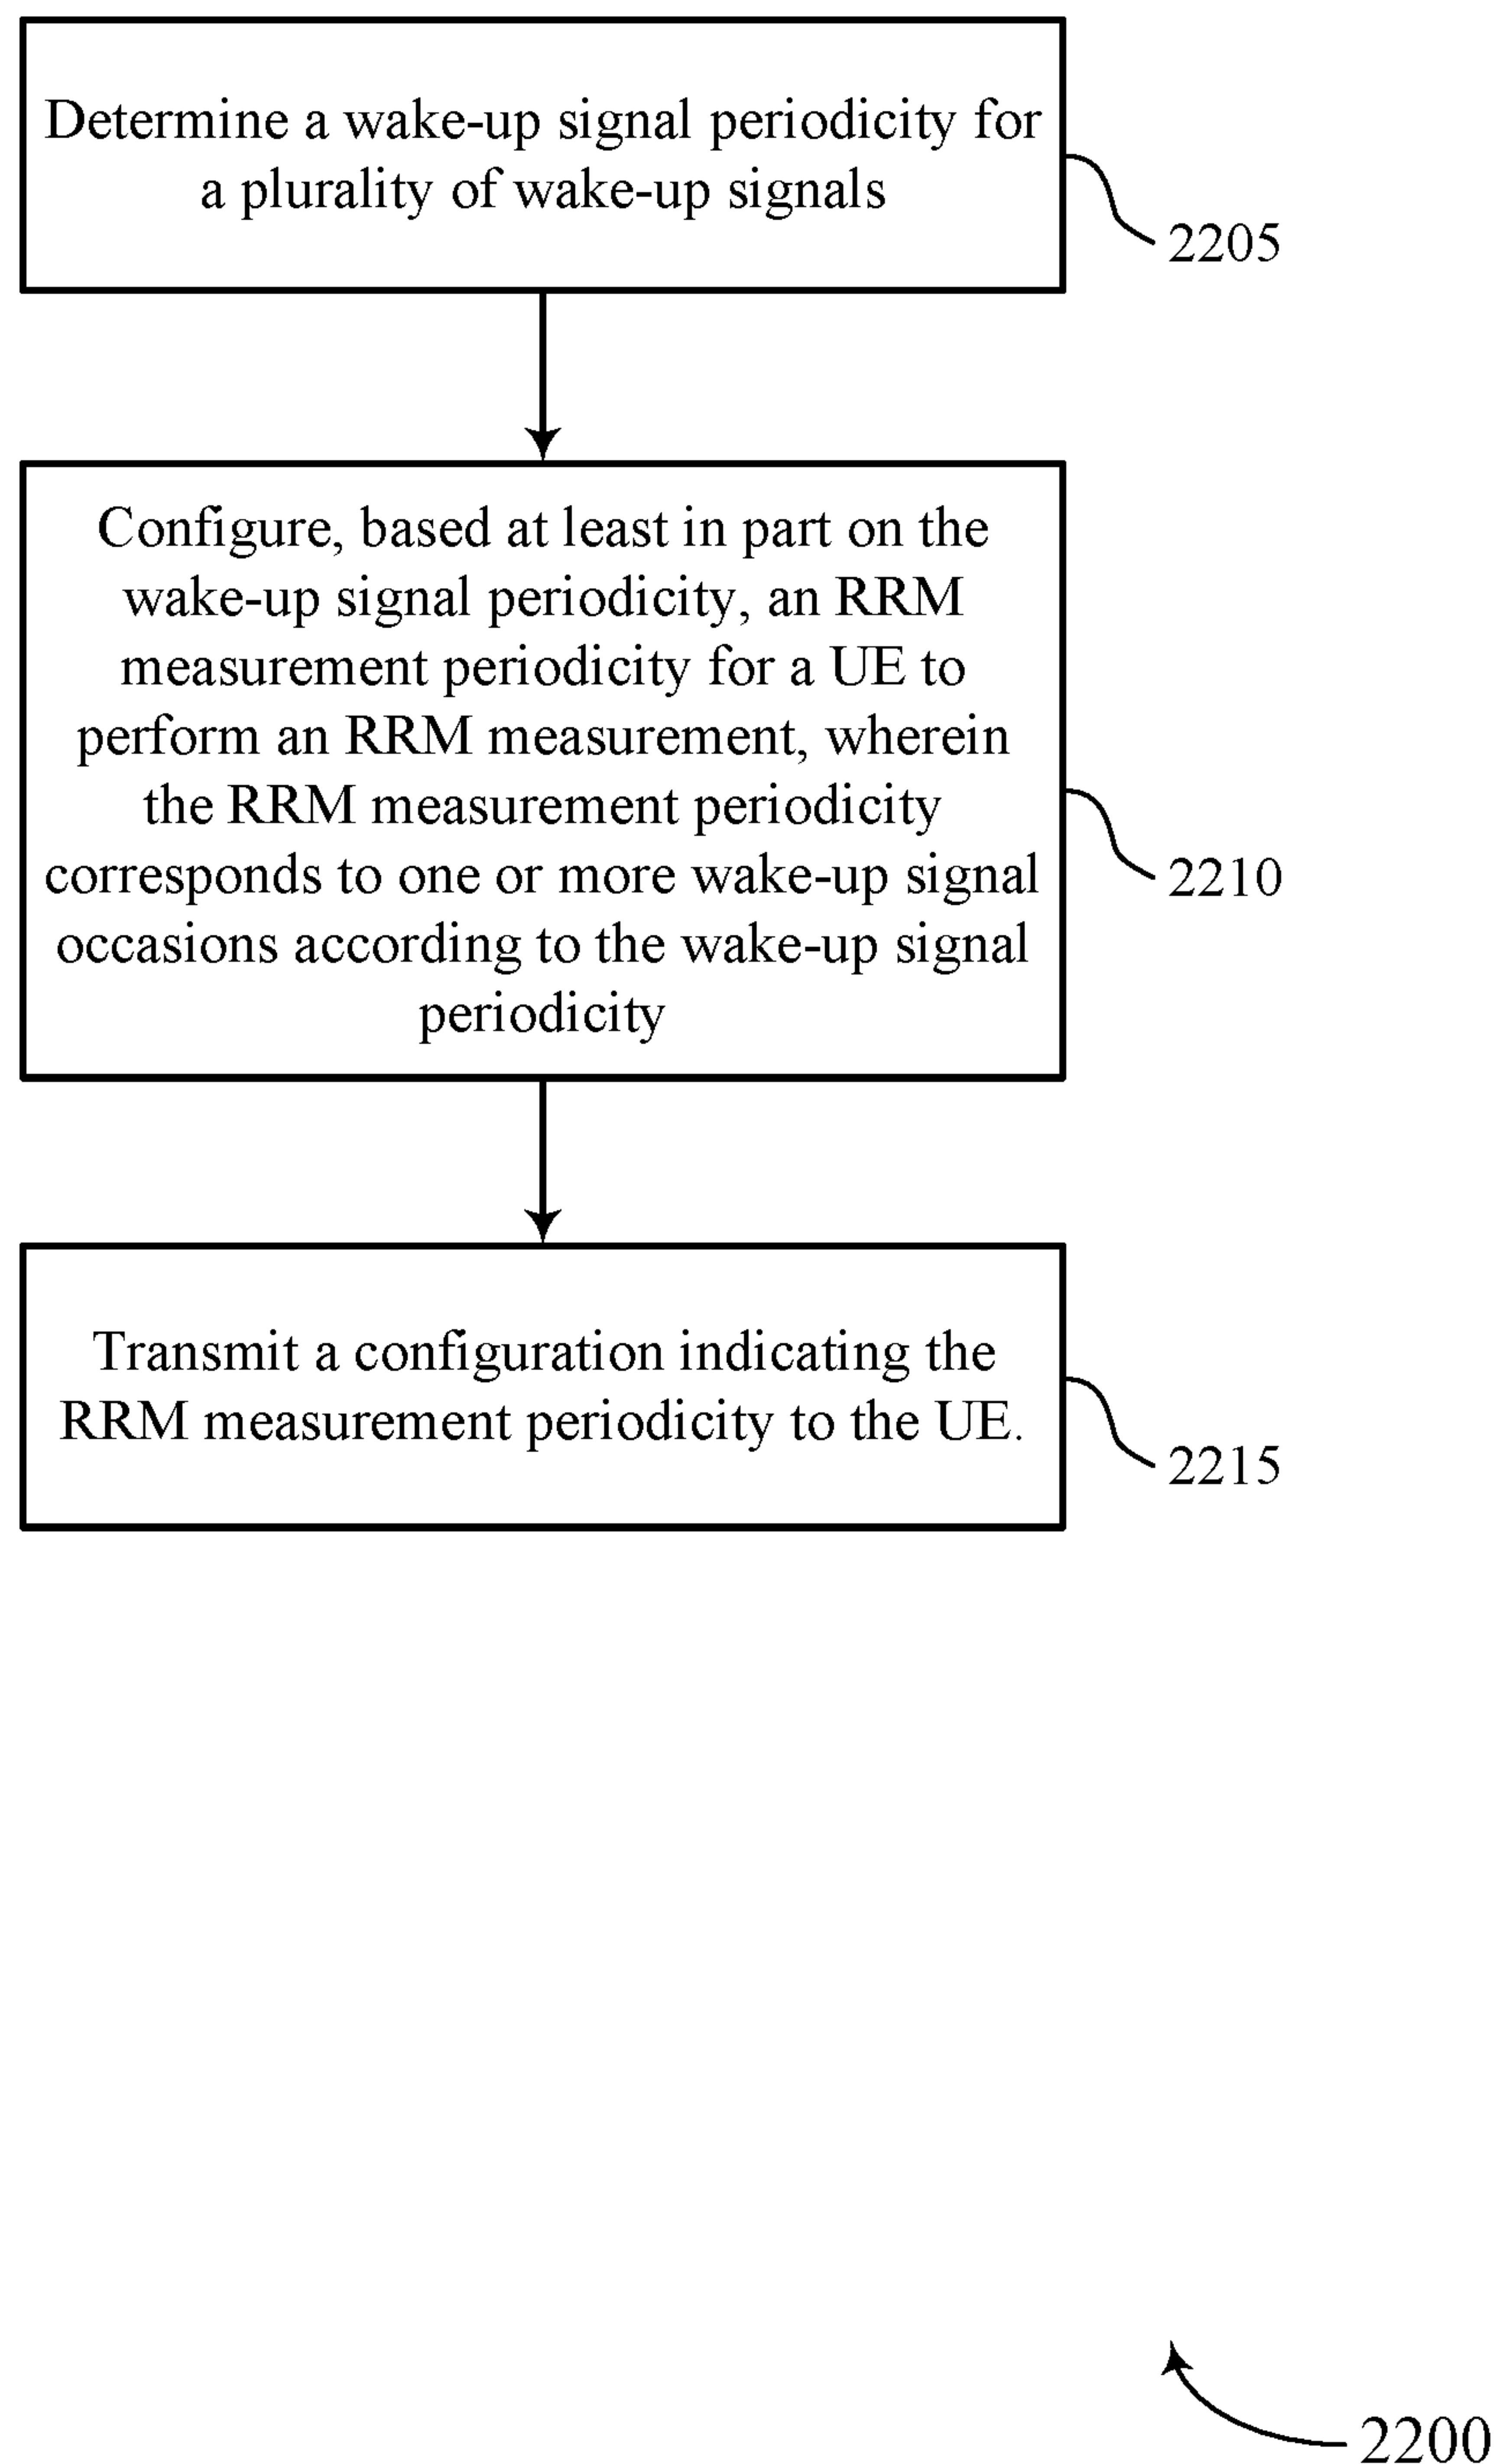 Determine a wake-up signal periodicity for
a plurality of wake-up signals
2205
Configure, based at least in part on the
wake-up signal periodicity, an RRM
measurement periodicity for a UE to
perform an RRM measurement, wherein
the RRM measurement periodicity
corresponds to one or more wake-up signal
occasions according to the wake-up signal
periodicity
2210
Transmit a configuration indicating the
RRM measurement periodicity to the UE.
2215
2200